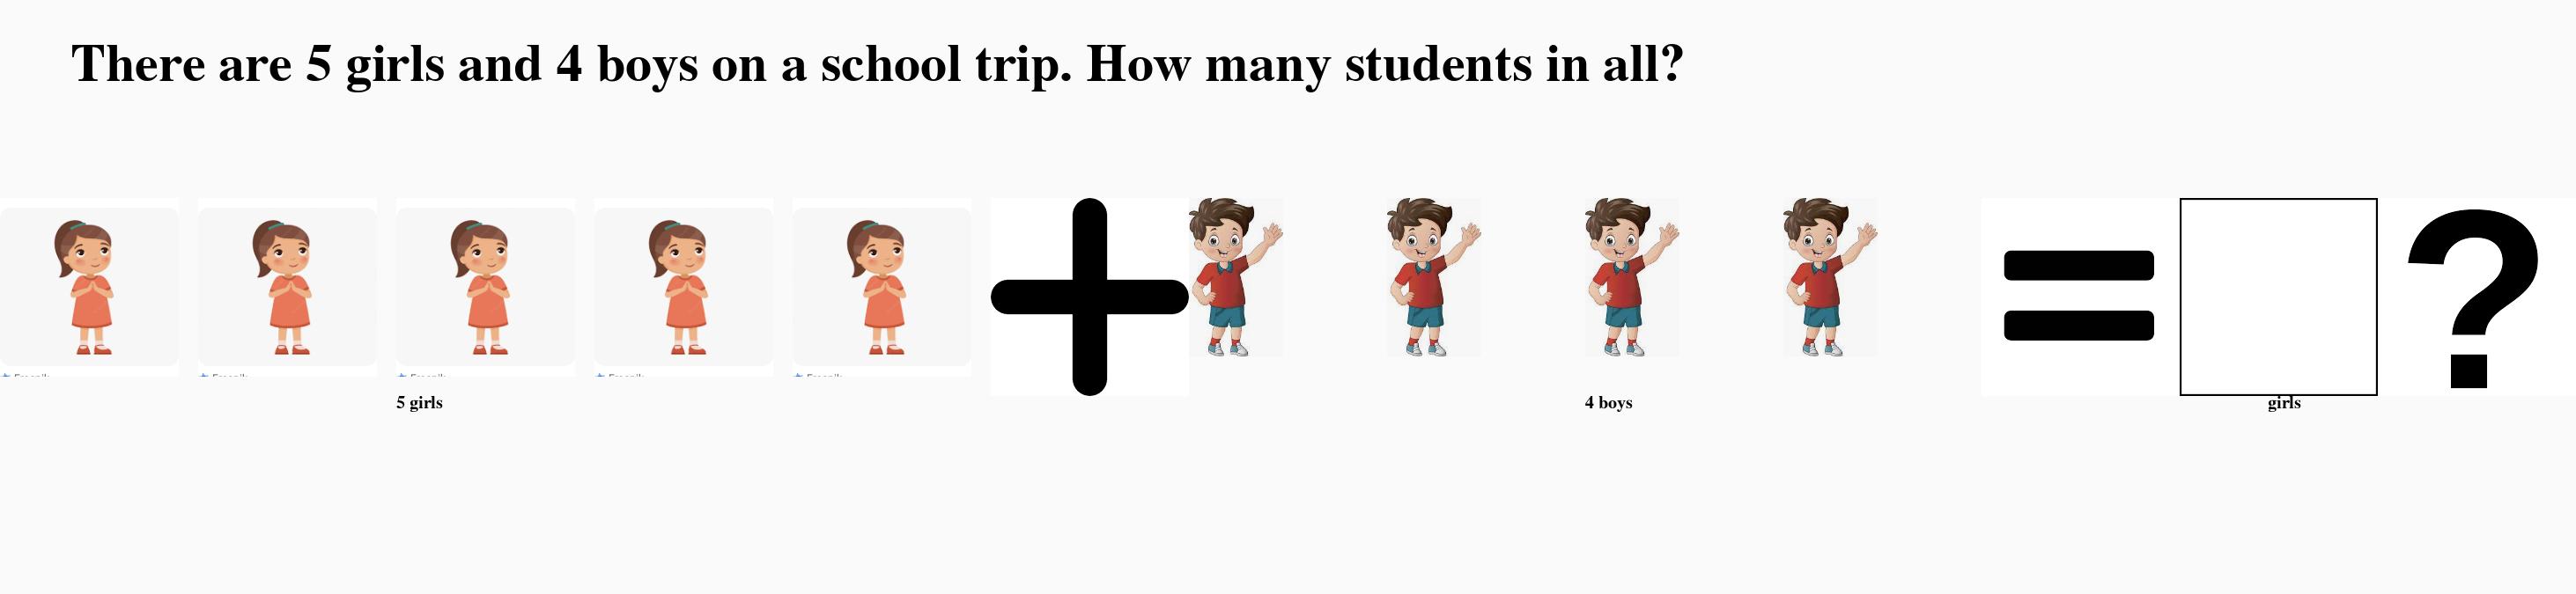 There are 5 girls and 4 boys on a school trip. How many students in all?
+ = ?
5 girls
4 boys
girls